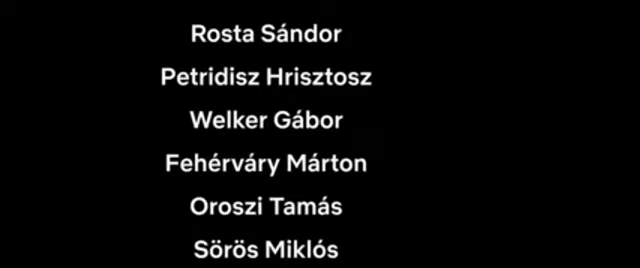 Rosta Sándor
Petridisz Hrisztosz
Welker Gábor
Fehérváry Márton
Oroszi Tamás
Sörös Miklós